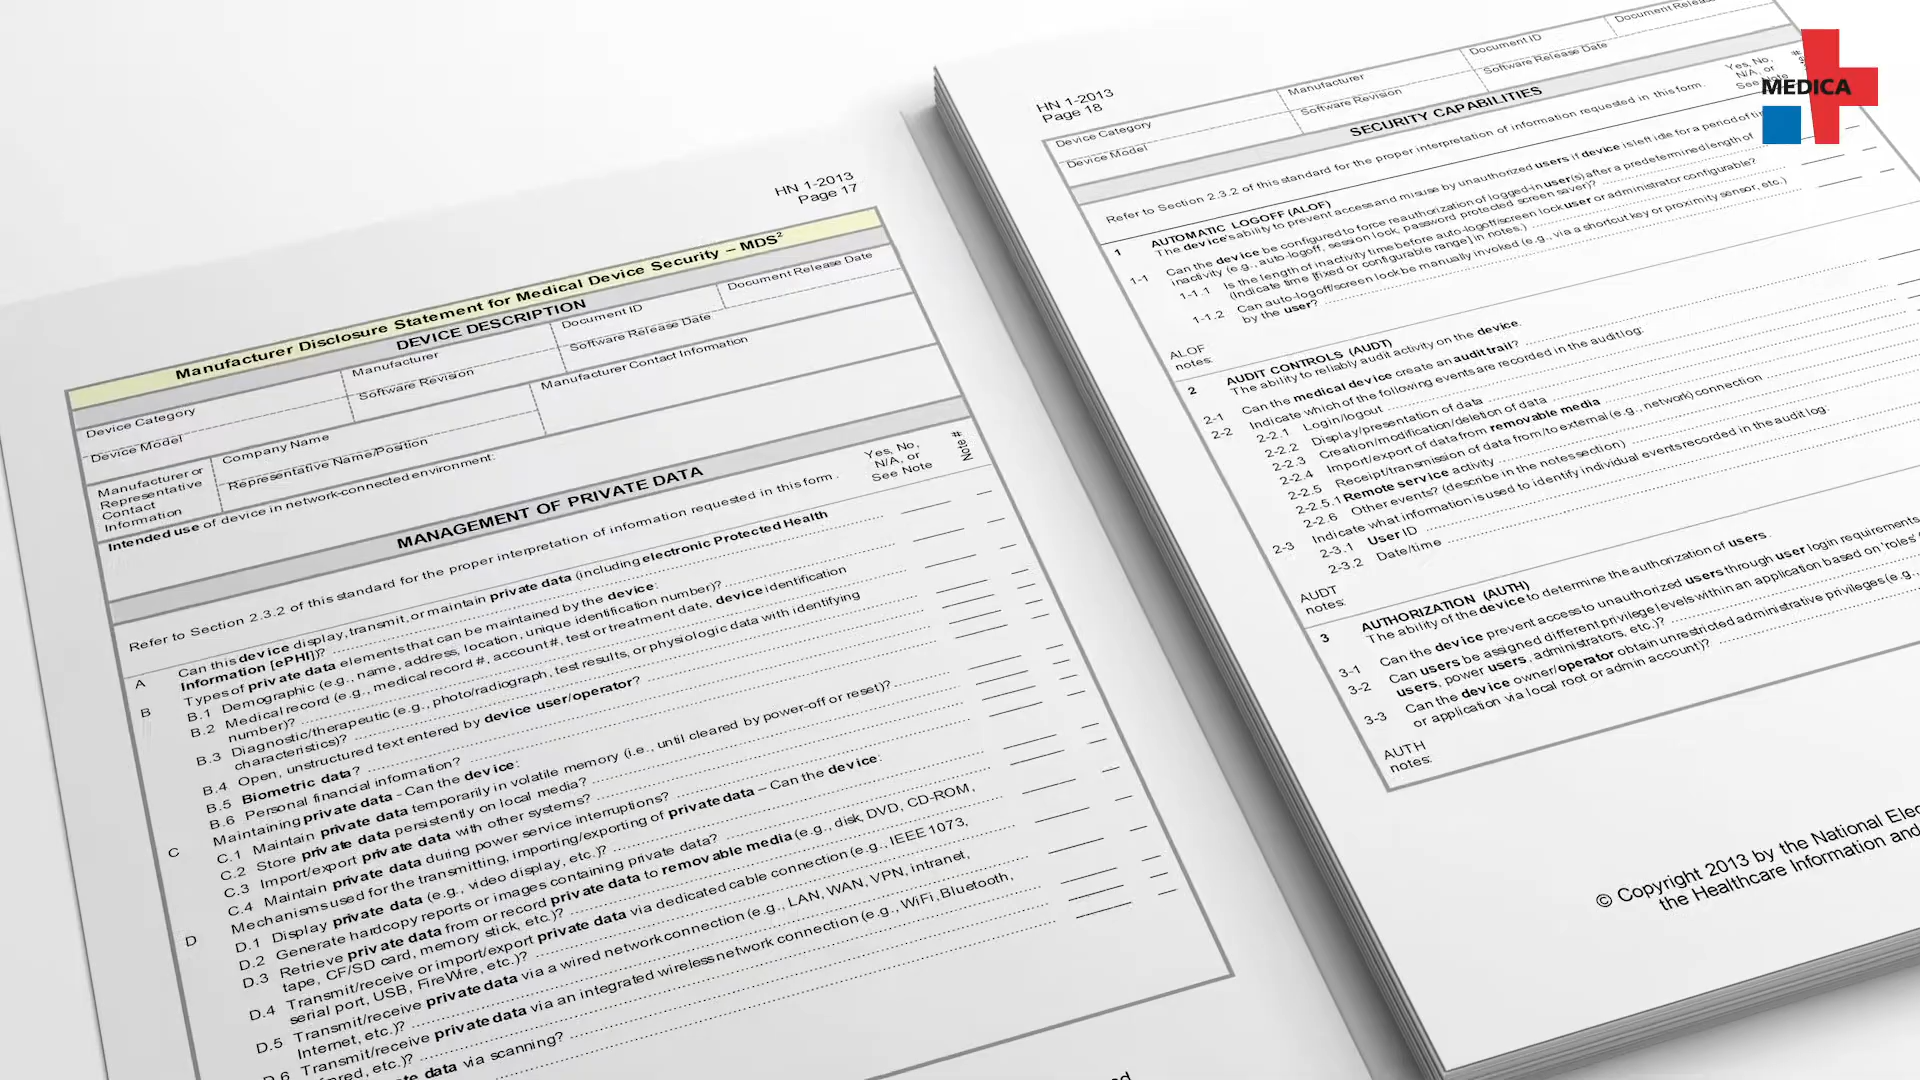 HN 1-2013
Page 17
Manufacturer Disclosure Statement for Medical Device Security – MDS²
DEVICE DESCRIPTION
Device Category
Manufacturer
Document ID
Document Release Date
Device Model
Software Revision
Software Release Date
Manufacturer or
Representative
Contact
Information
Company Name
Manufacturer Contact Information
Representative Name/Position
Intended use of device in network-connected environment:
MANAGEMENT OF PRIVATE DATA
Refer to Section 2.3.2 of this standard for the proper interpretation of information requested in this form.
Yes, No,
N/A, or
See Note
Note #
A Can this device display, transmit, or maintain private data (including electronic Protected Health
Information [ePHI])?
B Types of private data elements that can be maintained by the device:
B.1 Demographic (e.g., name, address, location, unique identification number)?
B.2 Medical record (e.g., medical record #, account #, test or treatment date, device identification
number)?
B.3 Diagnostic/therapeutic (e.g., photo/radiograph, test results, or physiologic data with identifying
characteristics)?
B.4 Open, unstructured text entered by device user/operator?
B.5 Biometric data?
B.6 Personal financial information?
C Maintaining private data - Can the device:
C.1 Maintain private data temporarily in volatile memory (i.e., until cleared by power-off or reset)?
C.2 Store private data persistently on local media?
C.3 Import/export private data with other systems?
C.4 Maintain private data during power service interruptions?
D Mechanisms used for the transmitting, importing/exporting of private data – Can the device:
D.1 Display private data (e.g., video display, etc.)?
D.2 Generate hardcopy reports or images containing private data?
D.3 Retrieve private data from or record private data to removable media (e.g., disk, DVD, CD-ROM,
tape, CF/SD card, memory stick, etc.)?
D.4 Transmit/receive or import/export private data via dedicated cable connection (e.g., IEEE 1073,
serial port, USB, FireWire, etc.)?
D.5 Transmit/receive private data via a wired network connection (e.g., LAN, WAN, VPN, intranet,
Internet, etc.)?
D.6 Transmit/receive private data via an integrated wireless network connection (e.g., WiFi, Bluetooth,
etc.)?
data via scanning?
HN 1-2013
Page 18
Device Category
Manufacturer
Document ID
Document Release
Device Model
Software Revision
Software Release Date
SECURITY CAPABILITIES
Refer to Section 2.3.2 of this standard for the proper interpretation of information requested in this form.
Yes, No,
N/A, or
See Note
#
1 AUTOMATIC LOGOFF (ALOF)
The device's ability to prevent access and misuse by unauthorized users if device is left idle for a period of
1-1 Can the device be configured to force reauthorization of logged-in user(s) after a predetermined length of
inactivity (e.g., auto-logoff, session lock, password protected screen saver)?
1-1.1 Is the length of inactivity time before auto-logoff/screen lock user or administrator configurable?
(Indicate time [fixed or configurable range] in notes.)
1-1.2 Can auto-logoff/screen lock be manually invoked (e.g., via a shortcut key or proximity sensor, etc.)
by the user?
ALOF
notes:
2 AUDIT CONTROLS (AUDT)
The ability to reliably audit activity on the device.
2-1 Can the medical device create an audit trail?
2-2 Indicate which of the following events are recorded in the audit log:
2-2.1 Login/logout
2-2.2 Display/presentation of data
2-2.3 Creation/modification/deletion of data
2-2.4 Import/export of data from removable media
2-2.5 Receipt/transmission of data from/to external (e.g., network) connection
2-2.5.1 Remote service activity
2-2.6 Other events? (describe in the notes section)
2-3 Indicate what information is used to identify individual events recorded in the audit log:
2-3.1 User ID
2-3.2 Date/time
AUDT
notes:
3 AUTHORIZATION (AUTH)
The ability of the device to determine the authorization of users.
3-1 Can the device prevent access to unauthorized users through user login requirements
3-2 Can users be assigned different privilege levels within an application based on 'roles'
users, power users, administrators, etc.)?
3-3 Can the device owner/operator obtain unrestricted administrative privileges (e.g.,
or application via local root or admin account)?
AUTH
notes:
© Copyright 2013 by the National
the Healthcare Information and
MEDICA